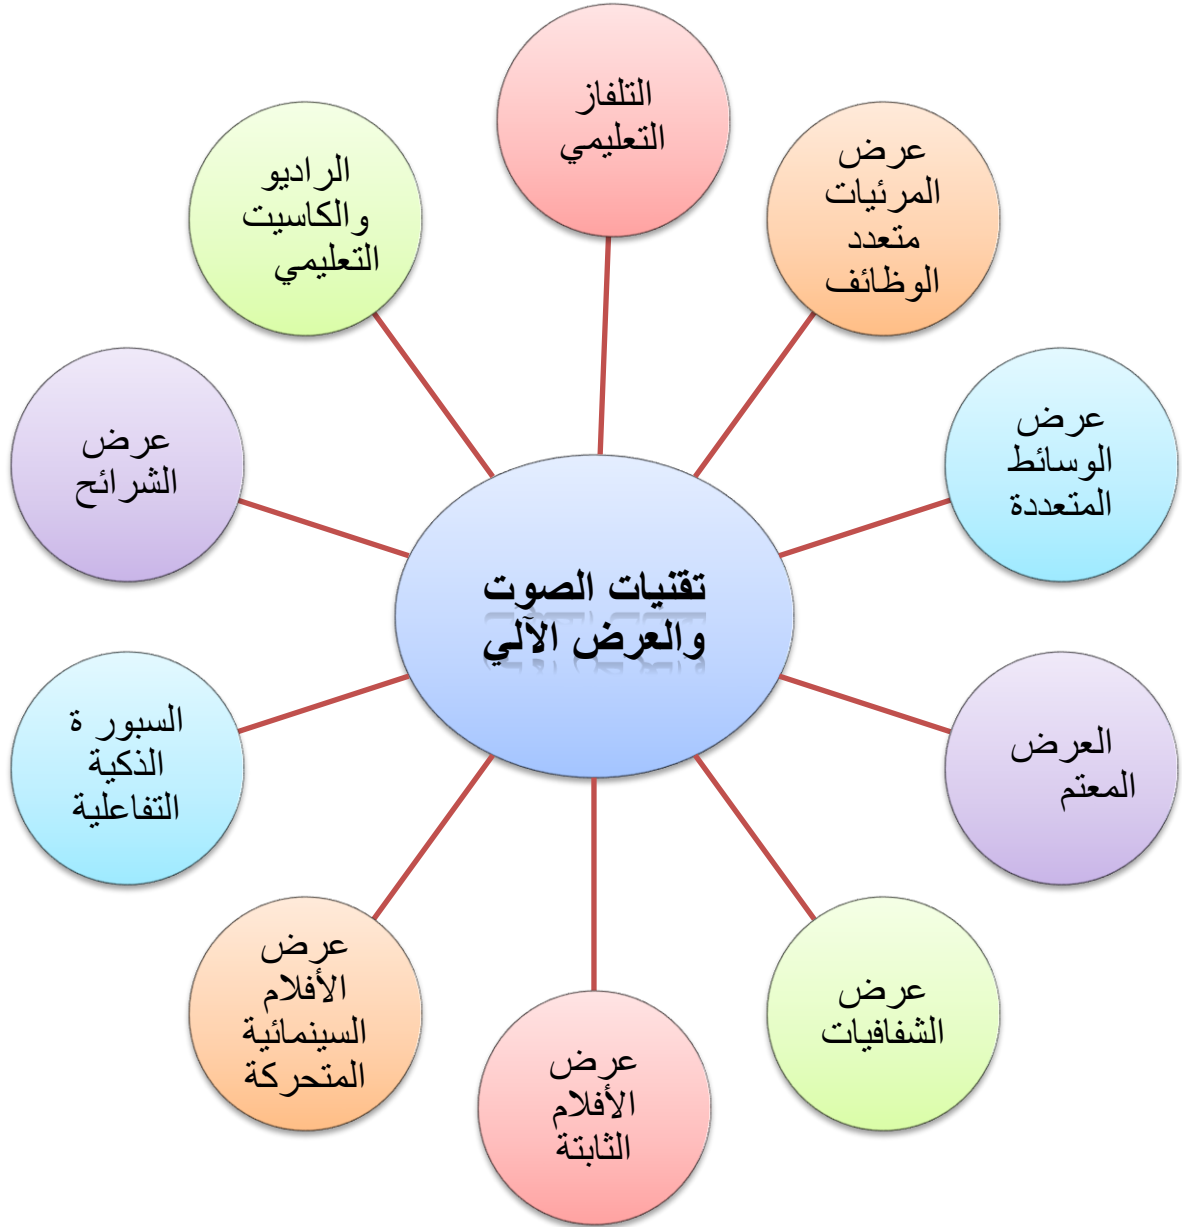 التلفاز
التعليمي
عرض
المرئيات
متعدد
الوظائف
عرض
الوسائط
المتعددة
العرض
المعتم
عرض
الشفافيات
عرض
الأفلام
الثابتة
عرض
الأفلام
السينمائية
المتحركة
السبور ة
الذكية
التفاعلية
عرض
الشرائح
الراديو
والكاسيت
التعليمي
تقنيات الصوت
والعرض الآلي